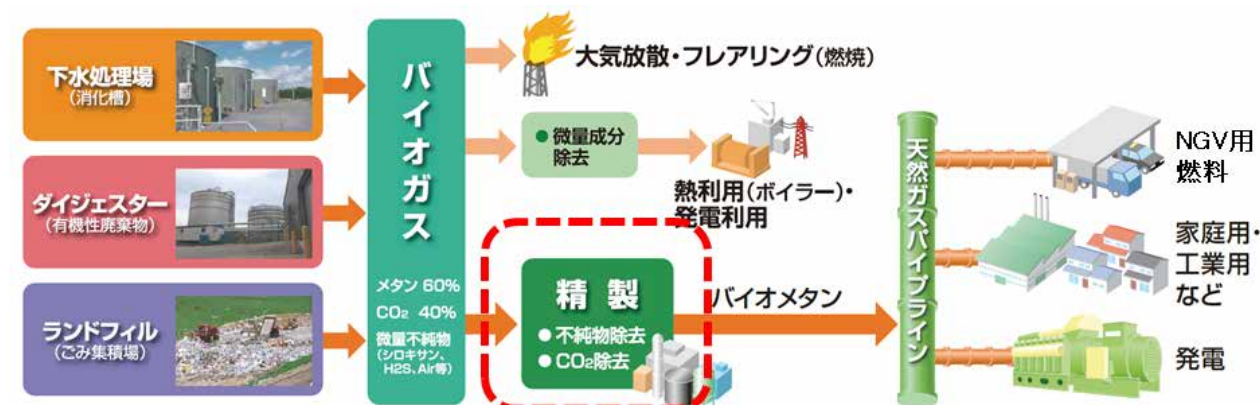 下水処理場
(消化槽)
ダイジェスター
(有機性廃棄物)
ランドフィル
(ごみ集積場)
バイオガス
メタン 60%
CO₂ 40%
微量不純物
(シロキサン、
H2S、Air等)
大気放散・フレアリング(燃焼)
● 微量成分
除去
熱利用(ボイラー)・
発電利用
精製
● 不純物除去
● CO₂除去
バイオメタン
天然ガスパイプライン
NGV用
燃料
家庭用・
工業用
など
発電